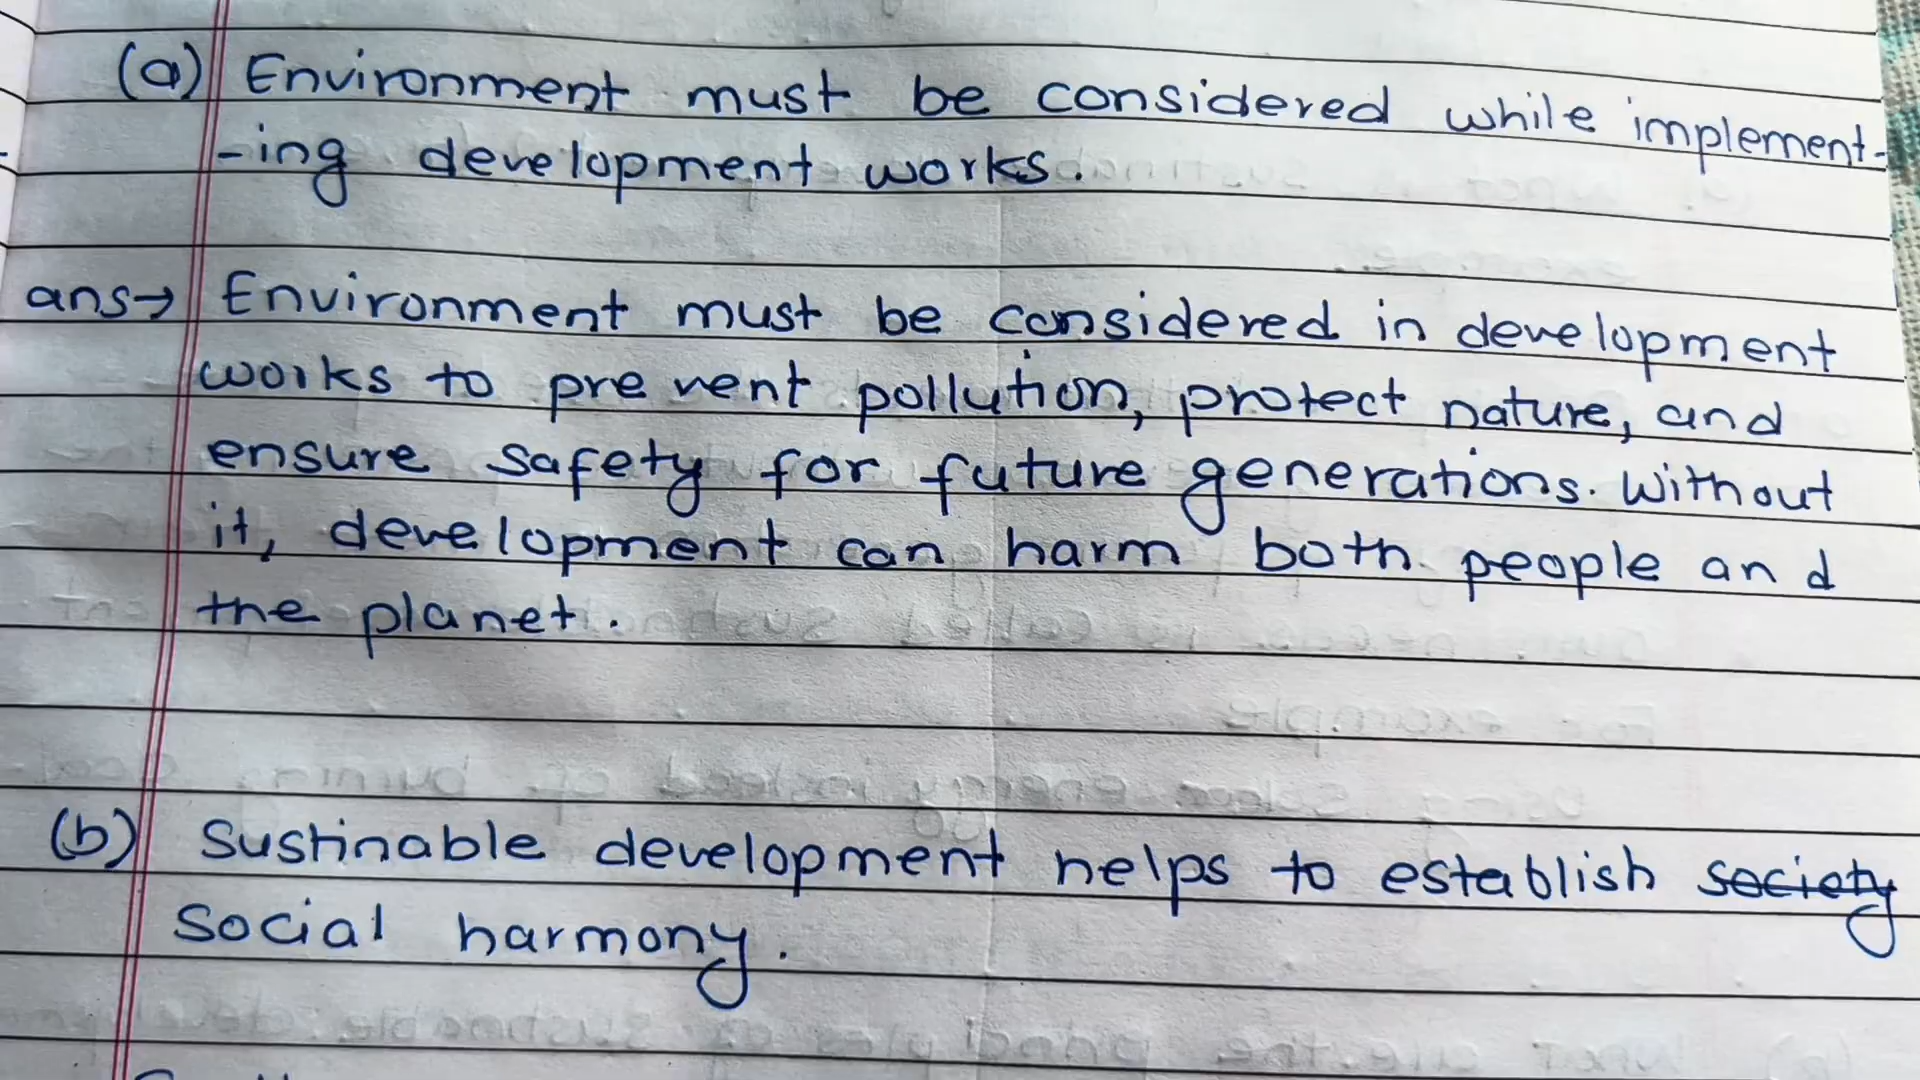 (a) Environment must be considered while implement-
-ing development works.
ans→ Environment must be considered in development
works to prevent pollution, protect nature, and
ensure safety for future generations. Without
it, development can harm both people and
the planet.
(b) Sustinable development helps to establish society
social harmony.